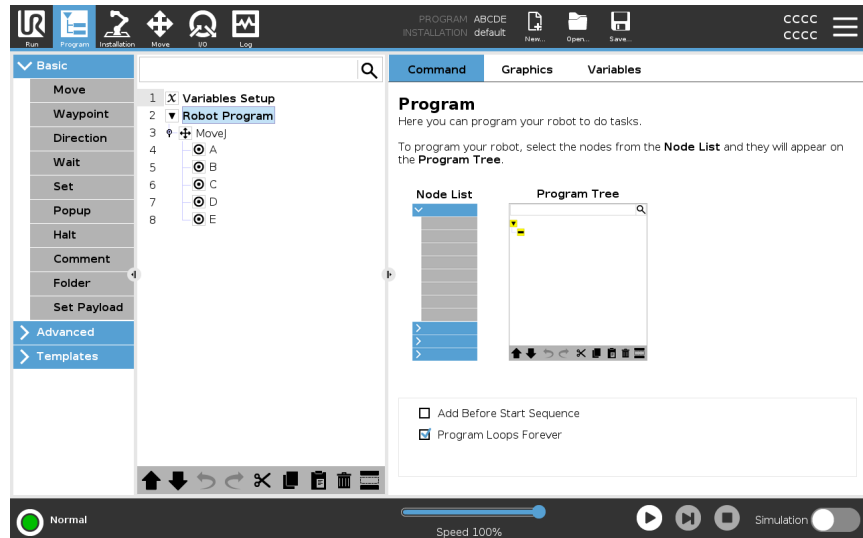 PROGRAM ABCDE
INSTALLATION default
CCCC
CCCC
Run
Program
Installation
Move
I/O
Log
New...
Open...
Save...
Basic
Move
Waypoint
Direction
Wait
Set
Popup
Halt
Comment
Folder
Set Payload
Advanced
Templates
1 X Variables Setup
2 Robot Program
3 MoveJ
4 A
5 B
6 C
7 D
8 E
Command Graphics Variables
Program
Here you can program your robot to do tasks.
To program your robot, select the nodes from the Node List and they will appear on
the Program Tree.
Node List Program Tree
Add Before Start Sequence
Program Loops Forever
Normal
Speed 100%
Simulation